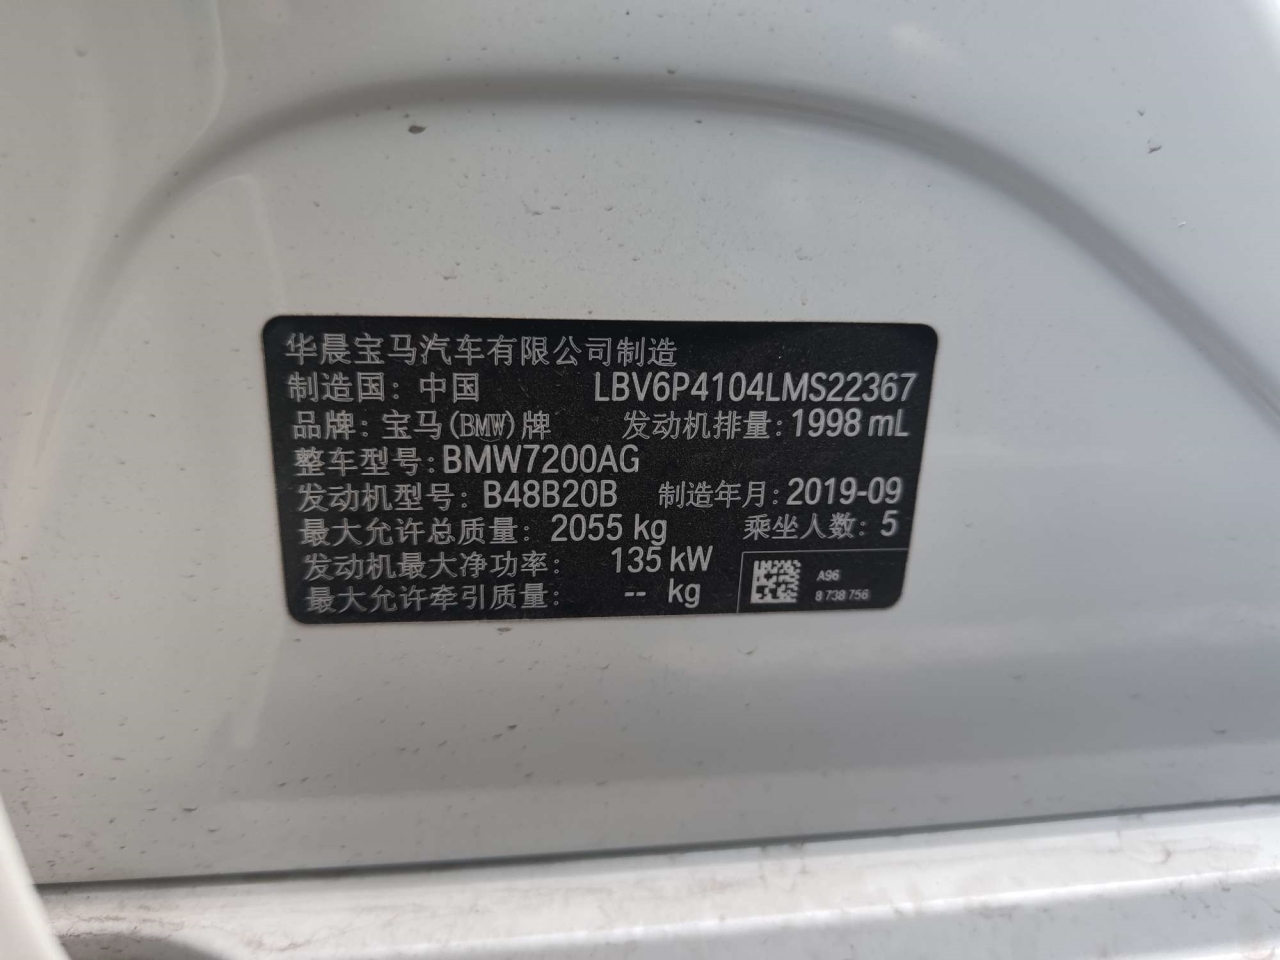 华晨宝马汽车有限公司制造
制造国：中国 LBV6P4104LMS22367
品牌：宝马(BMW)牌 发动机排量：1998 mL
整车型号：BMW7200AG
发动机型号：B48B20B 制造年月：2019-09
最大允许总质量：2055 kg 乘坐人数：5
发动机最大净功率：135 kW
最大允许牵引质量：-- kg
A96
8 738 756